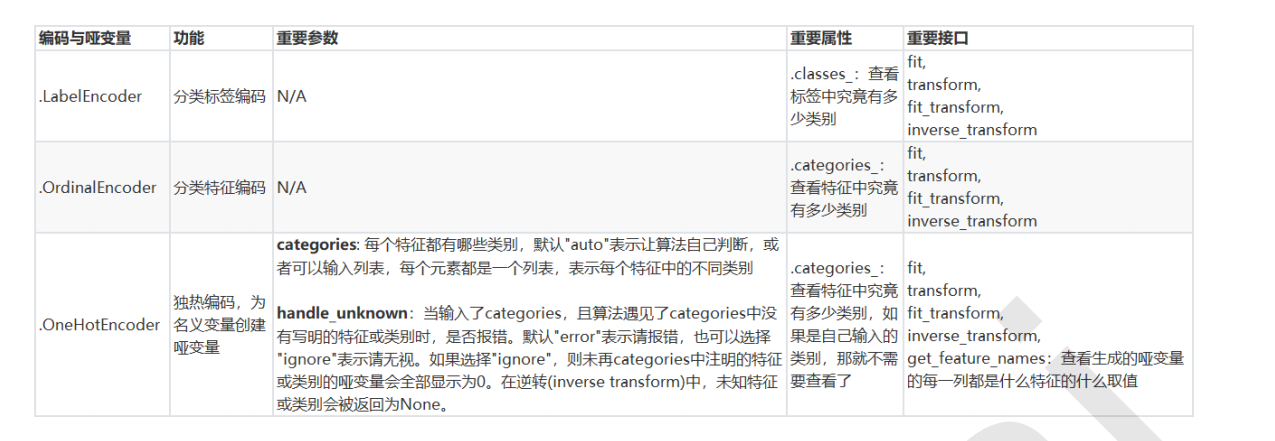 编码与哑变量 功能 重要参数 重要属性 重要接口
.LabelEncoder 分类标签编码 N/A
.classes_：查看
标签中究竟有多
少类别
fit,
transform,
fit_transform,
inverse_transform
.OrdinalEncoder 分类特征编码 N/A
.categories_：
查看特征中究竟
有多少类别
fit,
transform,
fit_transform,
inverse_transform
.OneHotEncoder
独热编码，为
名义变量创建
哑变量
categories: 每个特征都有哪些类别，默认"auto"表示让算法自己判断，或
者可以输入列表，每个元素都是一个列表，表示每个特征中的不同类别
handle_unknown：当输入了categories，且算法遇见了categories中没
有写明的特征或类别时，是否报错。默认"error"表示请报错，也可以选择
"ignore"表示请无视。如果选择"ignore"，则未再categories中注明的特征
或类别的哑变量会全部显示为0。在逆转(inverse transform)中，未知特征
或类别会被返回为None。
.categories_：
查看特征中究竟
有多少类别，如
果是自己输入的
类别，那就不需
要查看了
fit,
transform,
fit_transform,
inverse_transform,
get_feature_names：查看生成的哑变量
的每一列都是什么特征的什么取值